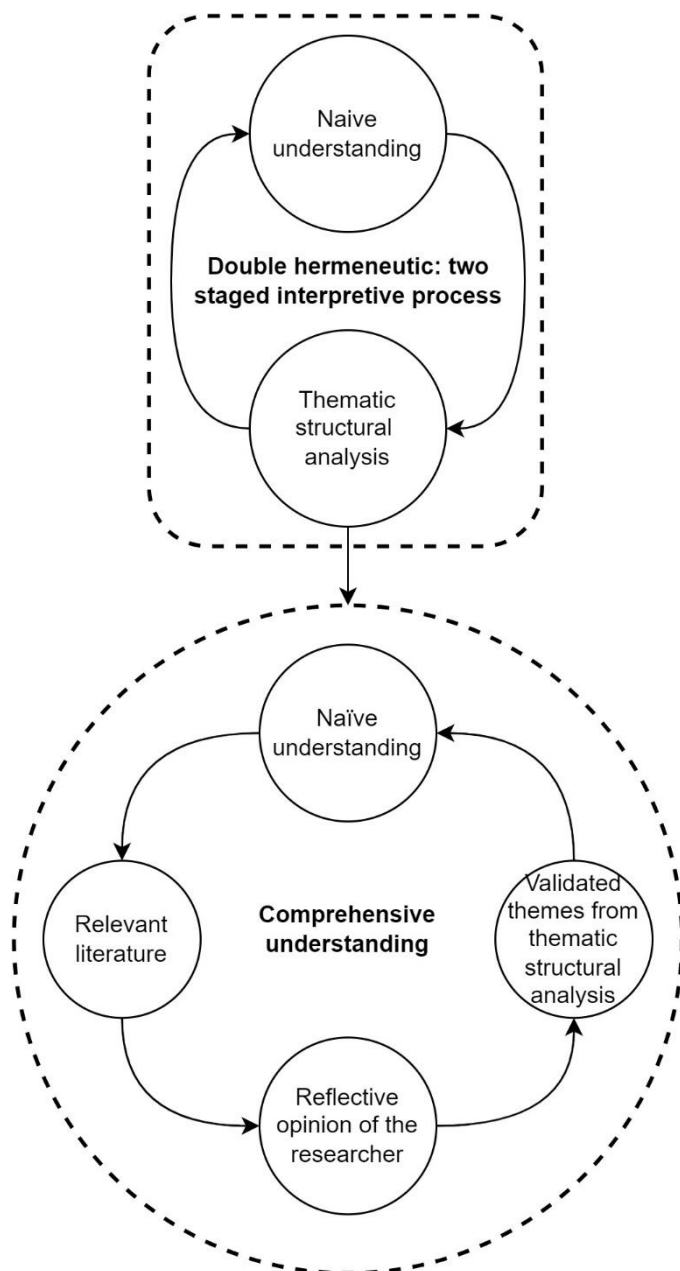 Naive
understanding
Double hermeneutic: two
staged interpretive process
Thematic
structural
analysis
Naïve
understanding
Relevant
literature
Comprehensive
understanding
Validated
themes from
thematic
structural
analysis
Reflective
opinion of the
researcher